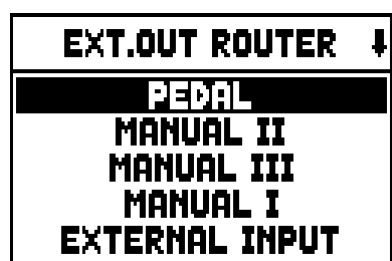 EXT.OUT ROUTER
PEDAL
MANUAL II
MANUAL III
MANUAL I
EXTERNAL INPUT